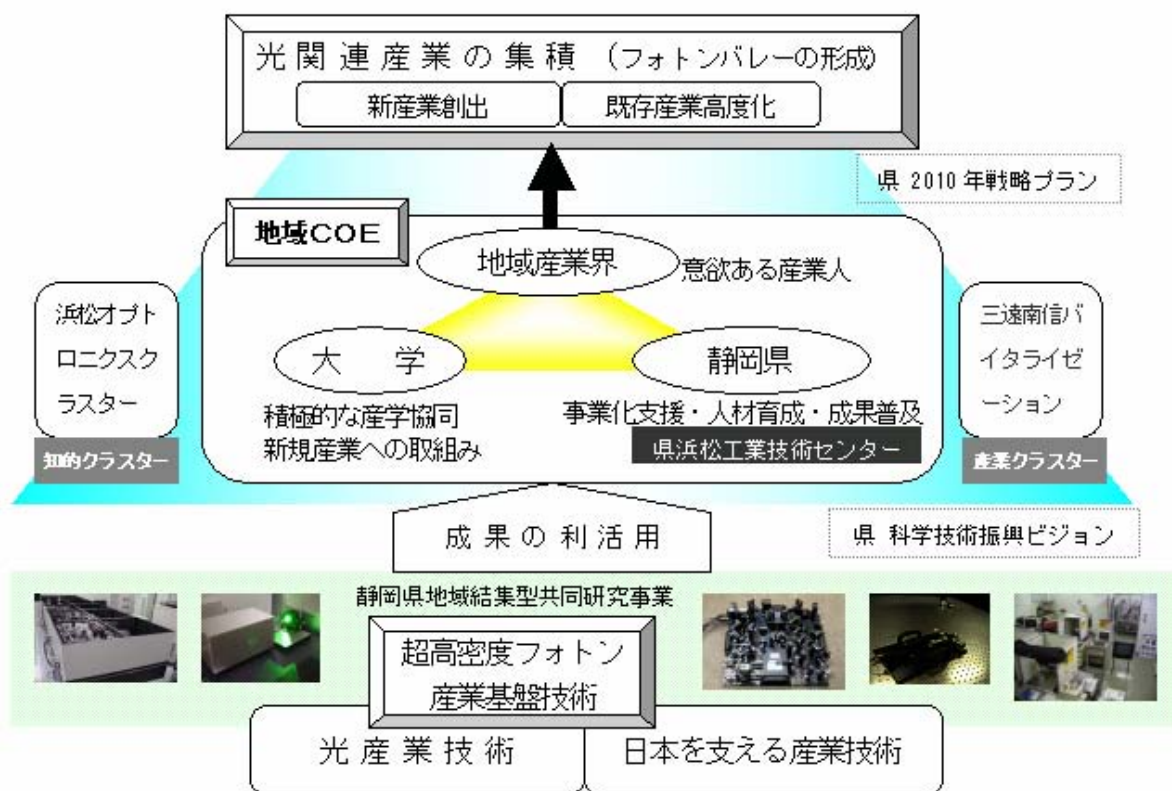 光関連産業の集積 (フォトンバレーの形成)
新産業創出
既存産業高度化
県 2010年戦略プラン
地域COE
地域産業界
意欲ある産業人
浜松オプト
ロニクスク
ラスター
知的クラスター
大 学
積極的な産学協同
新規産業への取組み
静岡県
事業化支援・人材育成・成果普及
県浜松工業技術センター
三遠南信バ
イタライゼ
ーション
産業クラスター
成果の利活用
県 科学技術振興ビジョン
静岡県地域結集型共同研究事業
超高密度フォトン
産業基盤技術
光産業技術
日本を支える産業技術